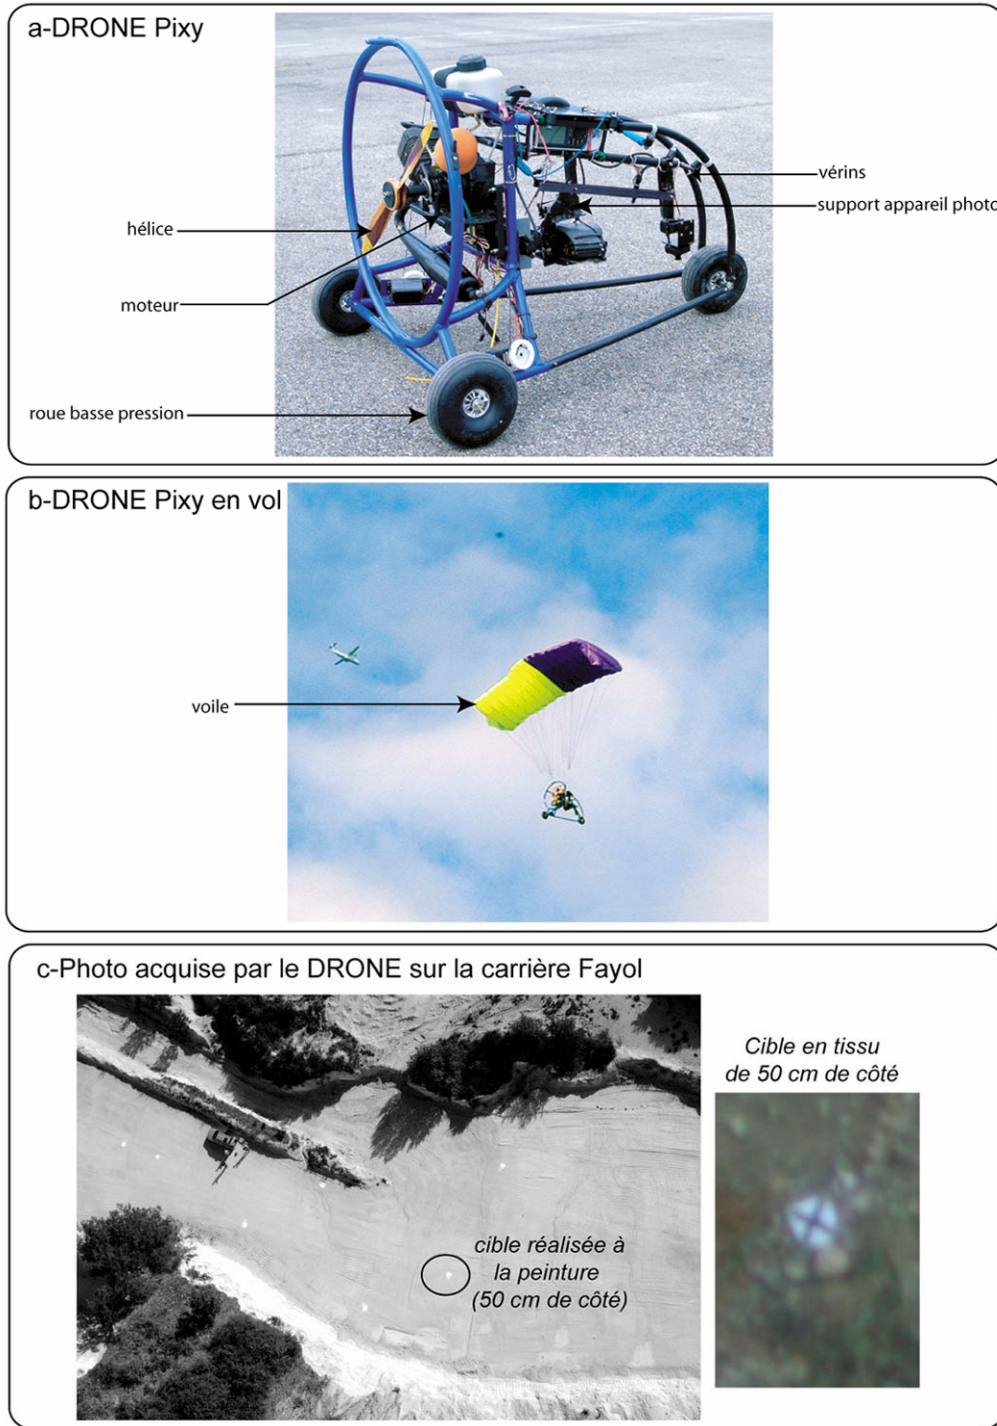 a-DRONE Pixy
vérins
support appareil photo
hélice
moteur
roue basse pression
b-DRONE Pixy en vol
voile
c-Photo acquise par le DRONE sur la carrière Fayol
Cible en tissu
de 50 cm de côté
cible réalisée à
la peinture
(50 cm de côté)